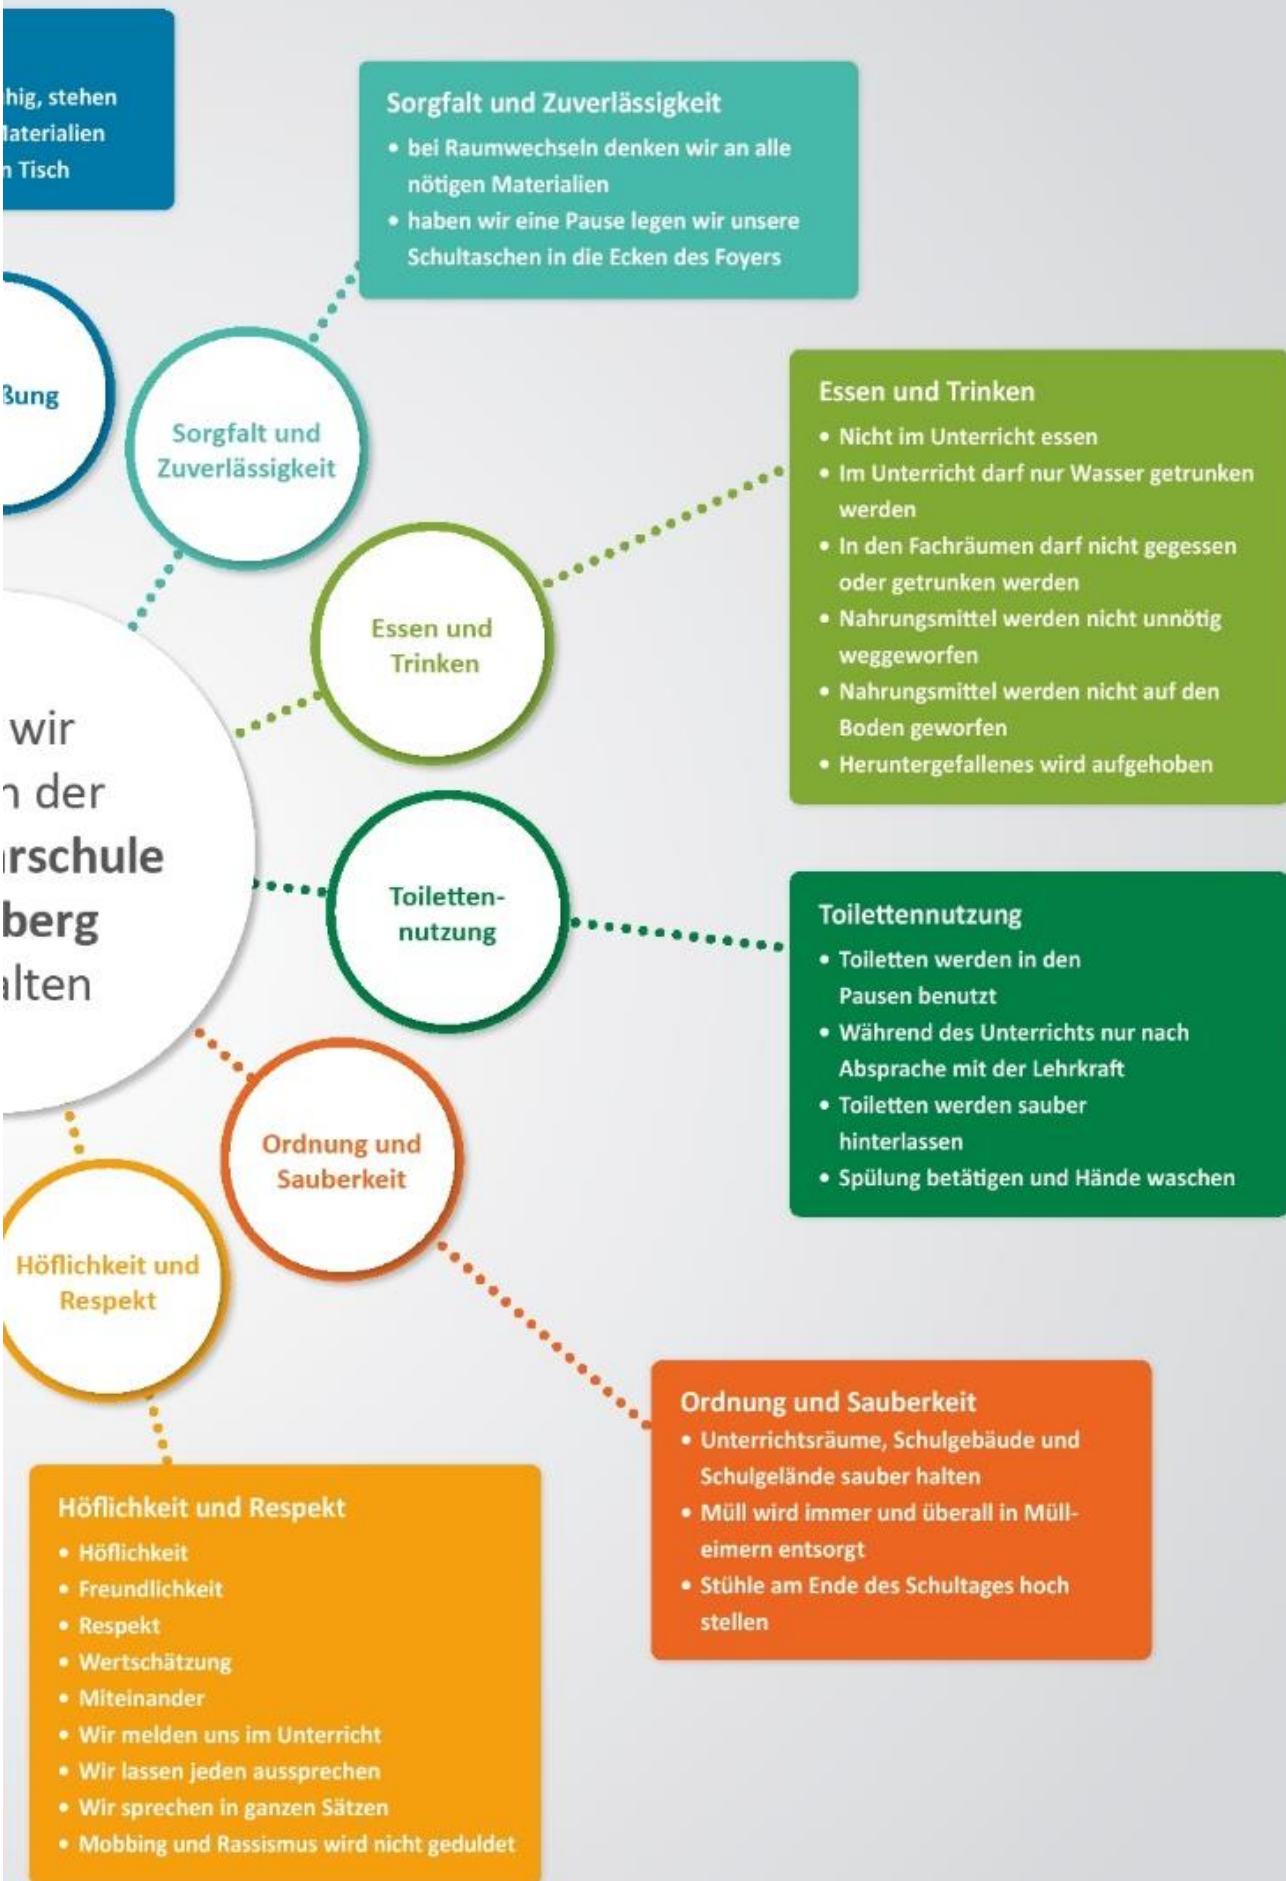 stehen
Tisch
Sorgfalt und Zuverlässigkeit
• bei Raumwechseln denken wir an alle
nötigen Materialien
• haben wir eine Pause legen wir unsere
Schultaschen in die Ecken des Foyers
Sorgfalt und
Zuverlässigkeit
Essen und Trinken
• Nicht im Unterricht essen
• Im Unterricht darf nur Wasser getrunken
werden
• In den Fachräumen darf nicht gegessen
oder getrunken werden
• Nahrungsmittel werden nicht unnötig
weggeworfen
• Nahrungsmittel werden nicht auf den
Boden geworfen
• Heruntergefallenes wird aufgehoben
Essen und
Trinken
wir
der
rschule
berg
alten
Toiletten-
nutzung
Toilettennutzung
• Toiletten werden in den
Pausen benutzt
• Während des Unterrichts nur nach
Absprache mit der Lehrkraft
• Toiletten werden sauber
hinterlassen
• Spülung betätigen und Hände waschen
Ordnung und
Sauberkeit
Höflichkeit und
Respekt
Ordnung und Sauberkeit
• Unterrichtsräume, Schulgebäude und
Schulgelände sauber halten
• Müll wird immer und überall in Müll-
eimern entsorgt
• Stühle am Ende des Schultages hoch
stellen
Höflichkeit und Respekt
• Höflichkeit
• Freundlichkeit
• Respekt
• Wertschätzung
• Miteinander
• Wir melden uns im Unterricht
• Wir lassen jeden aussprechen
• Wir sprechen in ganzen Sätzen
• Mobbing und Rassismus wird nicht geduldet